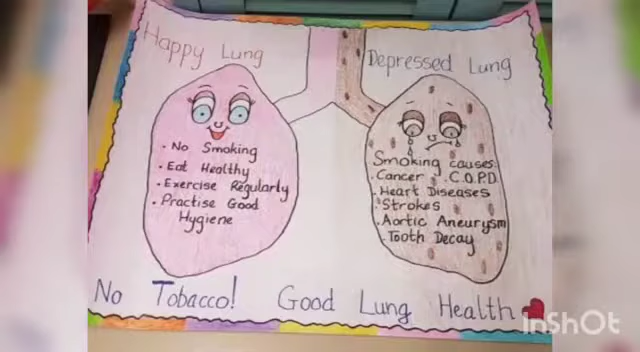 Happy Lung
Depressed Lung
• No Smoking
• Eat Healthy
• Exercise Regularly
• Practise Good
Hygiene
Smoking causes:
• Cancer • C.O.P.D.
• Heart Diseases
• Strokes
• Aortic Aneurysm
• Tooth Decay
No Tobacco! Good Lung Health
InShOt